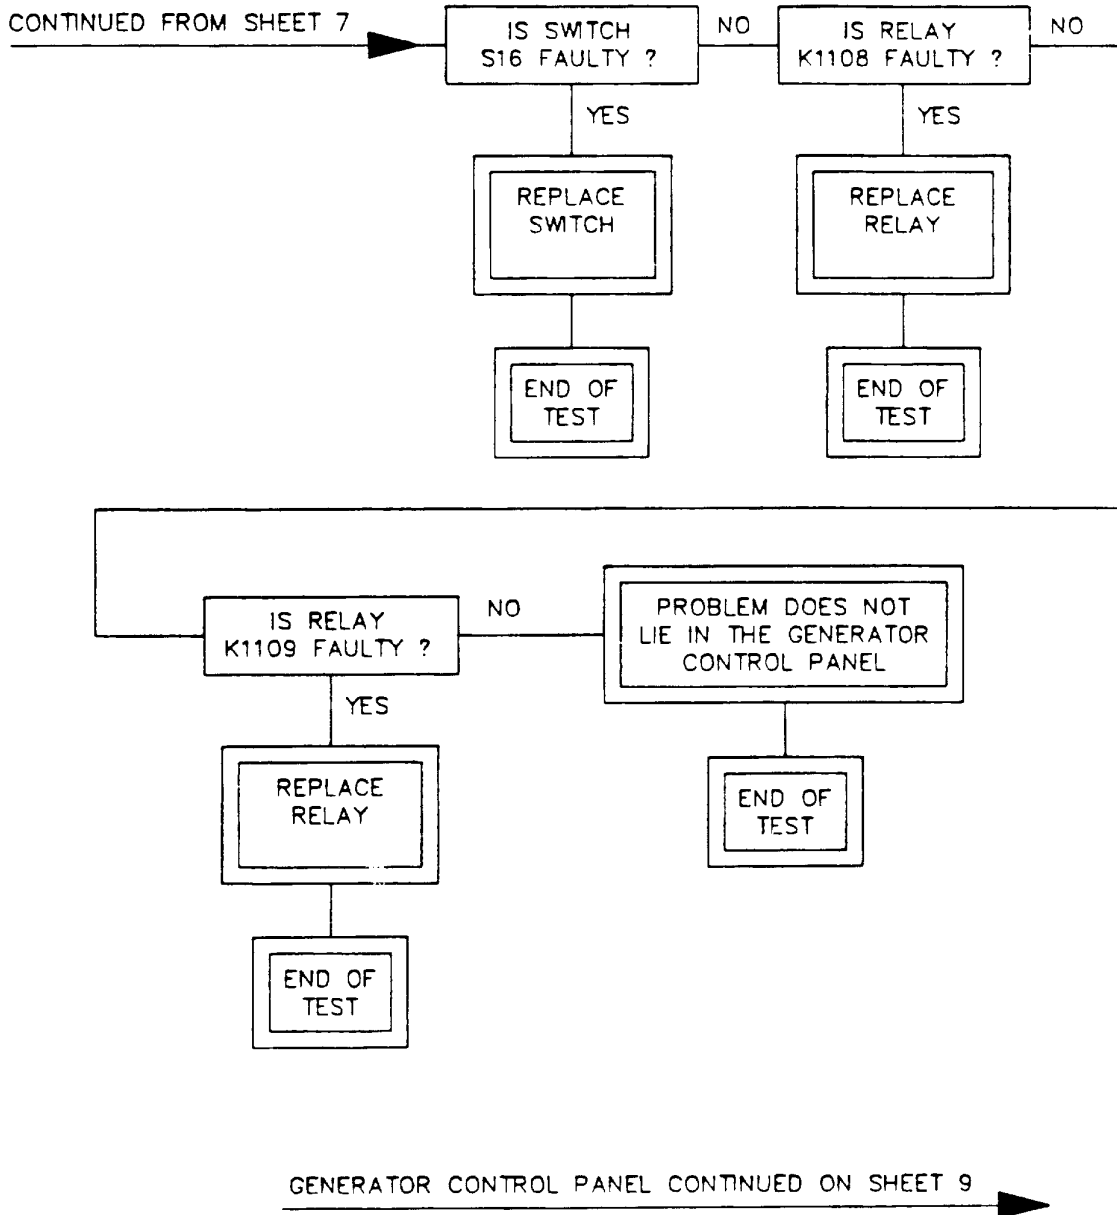 CONTINUED FROM SHEET 7
IS SWITCH
S16 FAULTY ?
NO
IS RELAY
K1108 FAULTY ?
NO
YES
YES
REPLACE
SWITCH
REPLACE
RELAY
END OF
TEST
END OF
TEST
IS RELAY
K1109 FAULTY ?
NO
PROBLEM DOES NOT
LIE IN THE GENERATOR
CONTROL PANEL
YES
REPLACE
RELAY
END OF
TEST
END OF
TEST
GENERATOR CONTROL PANEL CONTINUED ON SHEET 9